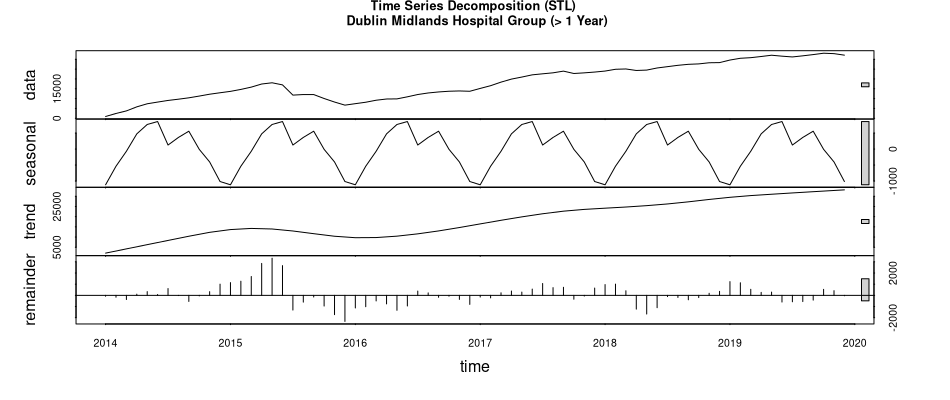 Time Series Decomposition (STL)
Dublin Midlands Hospital Group (> 1 Year)
data
0 15000
seasonal
-1000 0
trend
5000 25000
remainder
-2000 2000
2014 2015 2016 2017 2018 2019 2020
time